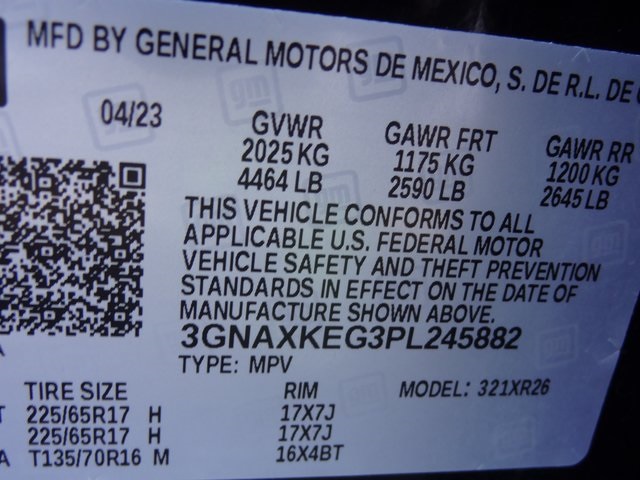 MFD BY GENERAL MOTORS DE MEXICO, S. DE R.L. DE
04/23 GVWR GAWR FRT GAWR RR
2025 KG 1175 KG 1200 KG
4464 LB 2590 LB 2645 LB
THIS VEHICLE CONFORMS TO ALL
APPLICABLE U.S. FEDERAL MOTOR
VEHICLE SAFETY AND THEFT PREVENTION
STANDARDS IN EFFECT ON THE DATE OF
MANUFACTURE SHOWN ABOVE.
3GNAXKEG3PL245882
TYPE: MPV
TIRE SIZE RIM MODEL: 321XR26
225/65R17 H 17X7J
225/65R17 H 17X7J
T135/70R16 M 16X4BT